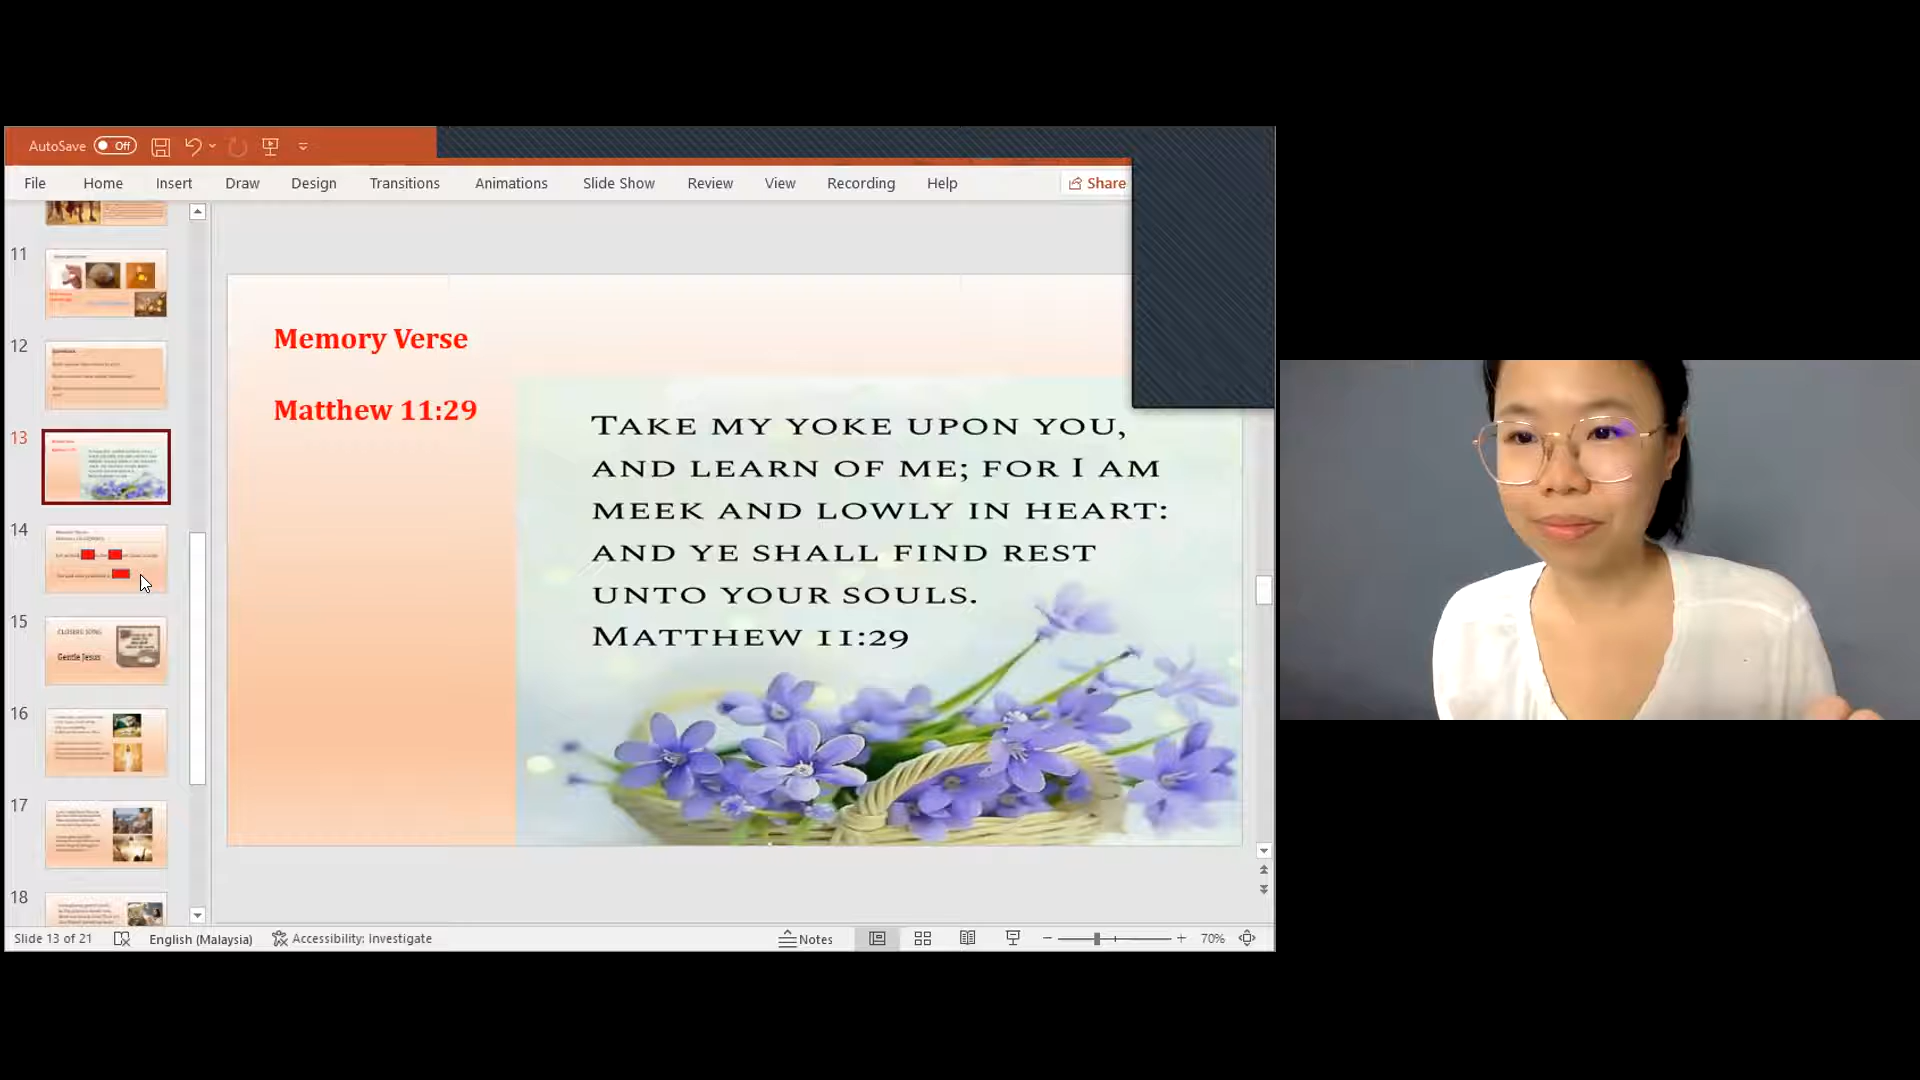 AutoSave Off
File Home Insert Draw Design Transitions Animations Slide Show Review View Recording Help Share
11
12
13
14
15
CLOSING SONG
Gentle Jesus
16
17
18
Memory Verse
Matthew 11:29
TAKE MY YOKE UPON YOU,
AND LEARN OF ME; FOR I AM
MEEK AND LOWLY IN HEART:
AND YE SHALL FIND REST
UNTO YOUR SOULS.
MATTHEW 11:29
Slide 13 of 21 English (Malaysia) Accessibility: Investigate Notes 70%